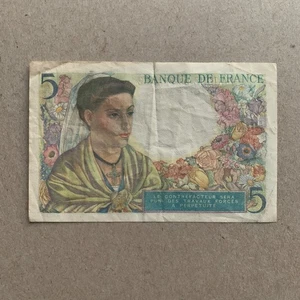 5 BANQUE DE FRANCE
LE CONTREFACTEUR SERA
PUNI DES TRAVAUX FORCÉS
À PERPÉTUITÉ
5